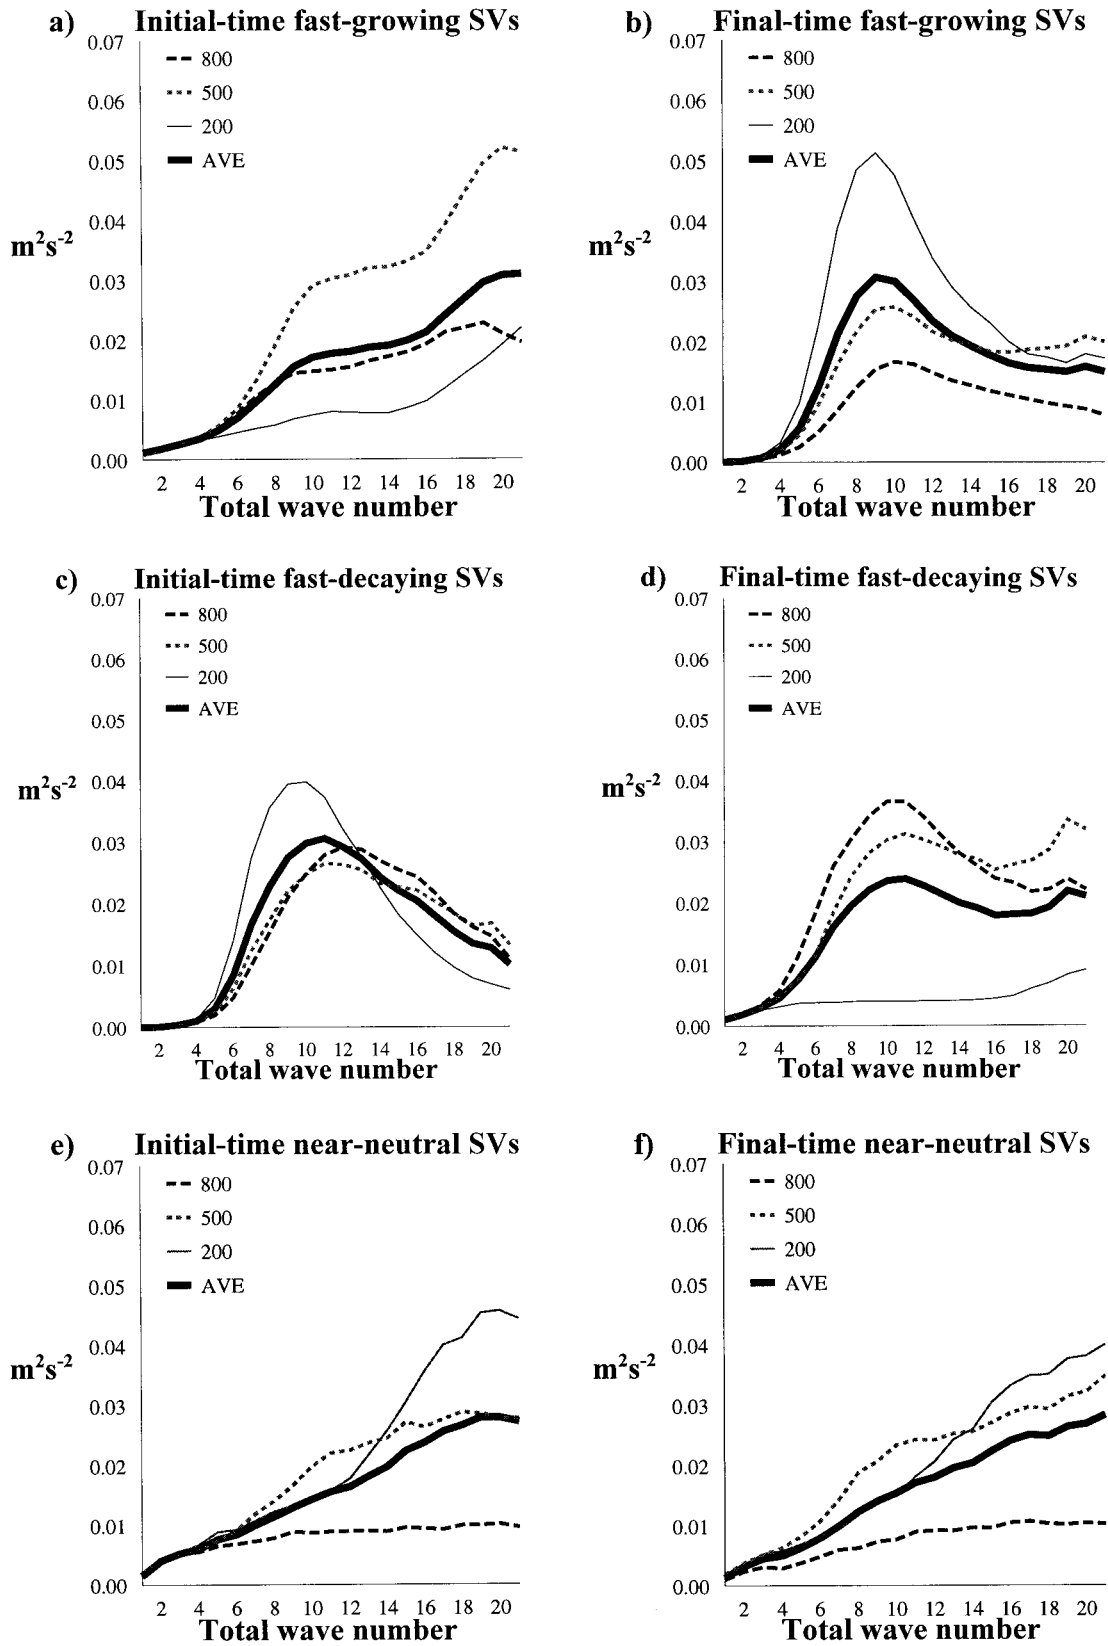 a) Initial-time fast-growing SVs
0.07
0.06
0.05
0.04
0.03
0.02
0.01
0.00
m²s⁻²
800
500
200
AVE
2 4 6 8 10 12 14 16 18 20
Total wave number
b) Final-time fast-growing SVs
0.07
0.06
0.05
0.04
0.03
0.02
0.01
0.00
m²s⁻²
800
500
200
AVE
2 4 6 8 10 12 14 16 18 20
Total wave number
c) Initial-time fast-decaying SVs
0.07
0.06
0.05
0.04
0.03
0.02
0.01
0.00
m²s⁻²
800
500
200
AVE
2 4 6 8 10 12 14 16 18 20
Total wave number
d) Final-time fast-decaying SVs
0.07
0.06
0.05
0.04
0.03
0.02
0.01
0.00
m²s⁻²
800
500
200
AVE
2 4 6 8 10 12 14 16 18 20
Total wave number
e) Initial-time near-neutral SVs
0.07
0.06
0.05
0.04
0.03
0.02
0.01
0.00
m²s⁻²
800
500
200
AVE
2 4 6 8 10 12 14 16 18 20
Total wave number
f) Final-time near-neutral SVs
0.07
0.06
0.05
0.04
0.03
0.02
0.01
0.00
m²s⁻²
800
500
200
AVE
2 4 6 8 10 12 14 16 18 20
Total wave number